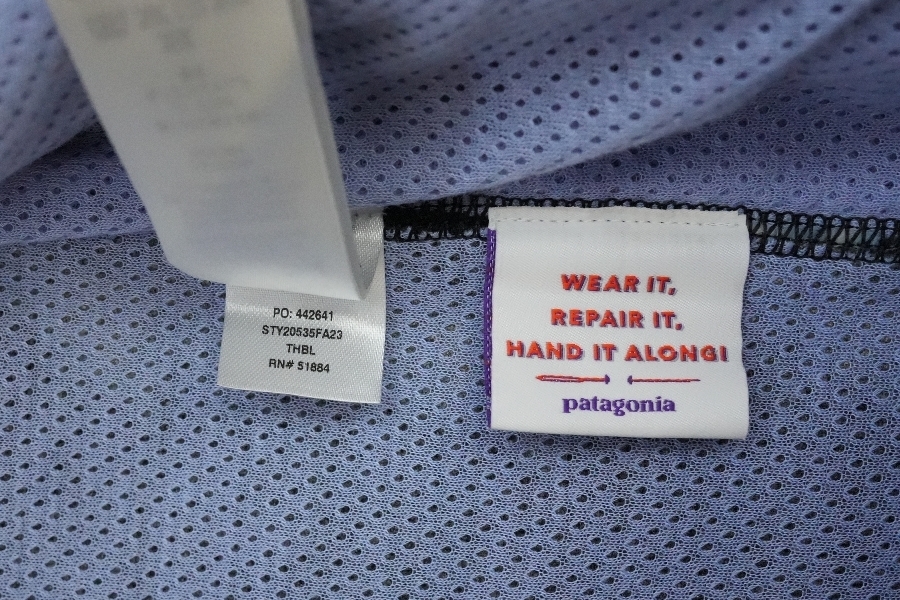 PO: 442641
STY20535FA23
THBL
RN# 51884
WEAR IT,
REPAIR IT,
HAND IT ALONG!
patagonia